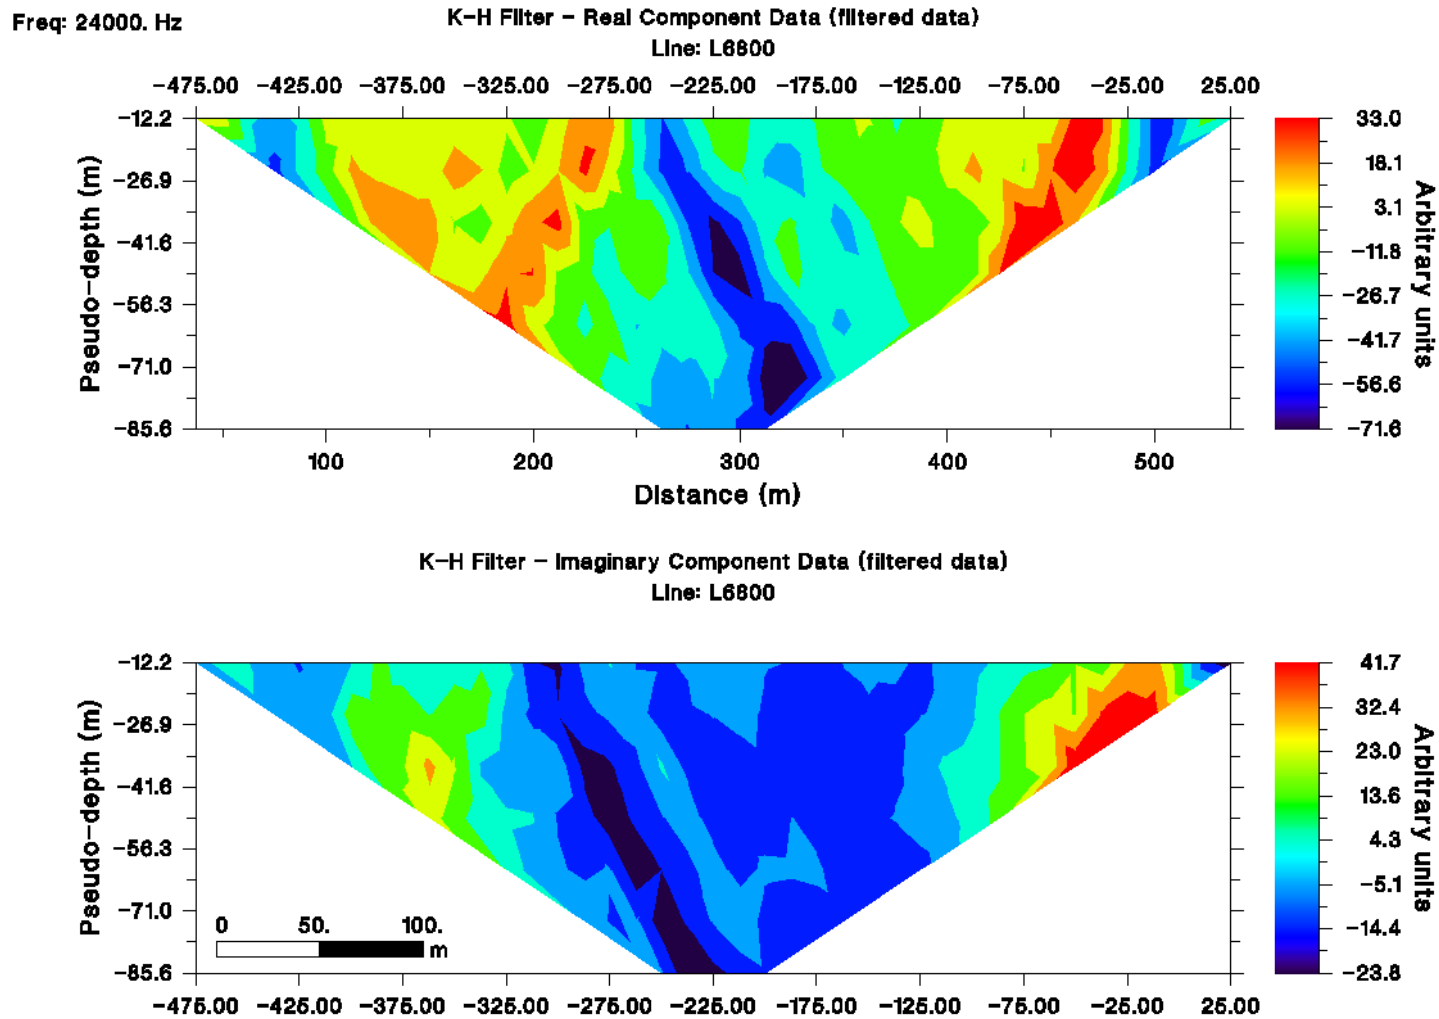 Freq: 24000. Hz
K-H Filter - Real Component Data (filtered data)
Line: L6800
-475.00 -425.00 -375.00 -325.00 -275.00 -225.00 -175.00 -125.00 -75.00 -25.00 25.00
Pseudo-depth (m)
-12.2
-26.9
-41.6
-56.3
-71.0
-85.6
100 200 300 400 500
Distance (m)
33.0
18.1
3.1
-11.8
-26.7
-41.7
-56.6
-71.6
Arbitrary units
K-H Filter - Imaginary Component Data (filtered data)
Line: L6800
Pseudo-depth (m)
-12.2
-26.9
-41.6
-56.3
-71.0
-85.6
0 50. 100.
m
-475.00 -425.00 -375.00 -325.00 -275.00 -225.00 -175.00 -125.00 -75.00 -25.00 25.00
41.7
32.4
23.0
13.6
4.3
-5.1
-14.4
-23.8
Arbitrary units